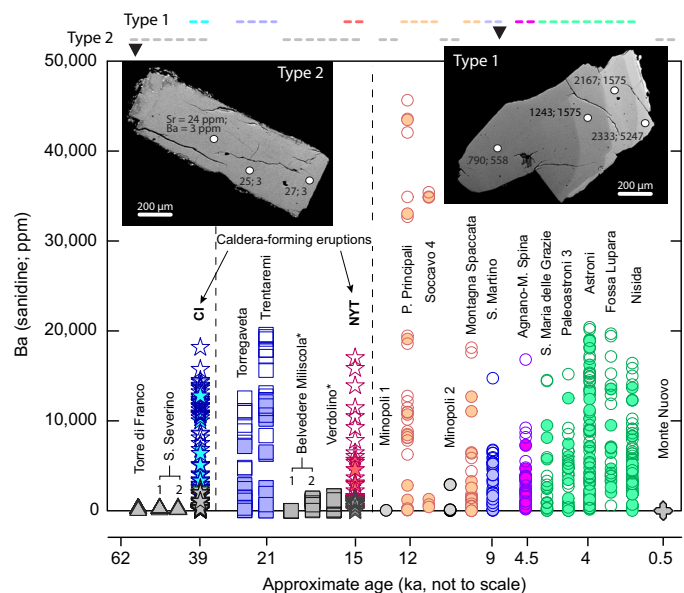 Type 1
Type 2
50,000
40,000
30,000
20,000
10,000
0
Ba (sanidine; ppm)
Type 2
Sr = 24 ppm;
Ba = 3 ppm
25; 3
27; 3
200 µm
Type 1
2167; 1575
1243; 1575
2333; 5247
790; 558
200 µm
Caldera-forming eruptions
Torre di Franco
S. Severino
1 2
CI
Torregaveta
Trentaremi
Belvedere Miliscola*
1 2
Verdolino*
NYT
Minopoli 1
P. Principali
Soccavo 4
Minopoli 2
Montagna Spaccata
S. Martino
Agnano-M. Spina
S. Maria delle Grazie
Paleoastroni 3
Astroni
Fossa Lupara
Nisida
Monte Nuovo
62 39 21 15 12 9 4.5 4 0.5
Approximate age (ka, not to scale)